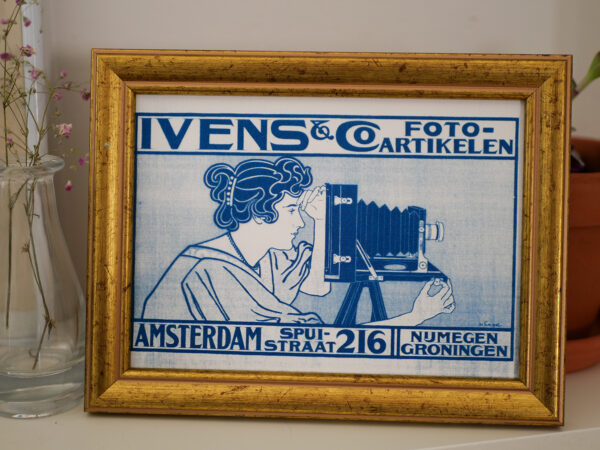 IVENS & Co FOTO-
ARTIKELEN
AMSTERDAM SPUI-
STRAAT 216
NIJMEGEN
GRONINGEN